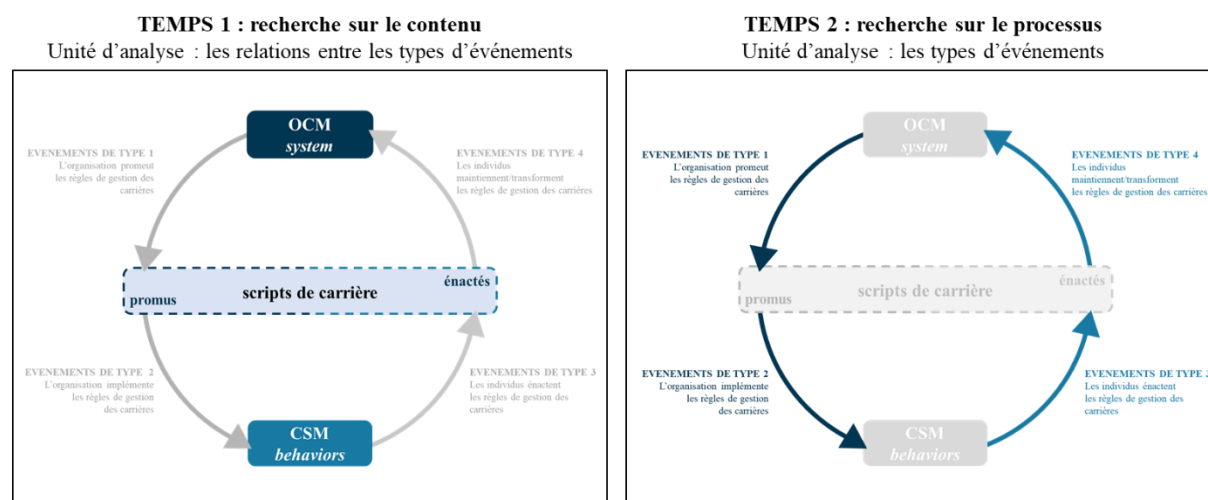 TEMPS 1 : recherche sur le contenu
Unité d’analyse : les relations entre les types d’événements
OCM
system
EVENEMENTS DE TYPE 1
L’organisation promeut
les règles de gestion des
carrières
EVENEMENTS DE TYPE 4
Les individus
maintiennent/transforment
les règles de gestion des carrières
scripts de carrière
promus
énactés
EVENEMENTS DE TYPE 2
L’organisation implémente
les règles de gestion
des carrières
EVENEMENTS DE TYPE 3
Les individus énactent
les règles de gestion des
carrières
CSM
behaviors
TEMPS 2 : recherche sur le processus
Unité d’analyse : les types d’événements
OCM
system
EVENEMENTS DE TYPE 1
L’organisation promeut
les règles de gestion des
carrières
EVENEMENTS DE TYPE 4
Les individus
maintiennent/transforment
les règles de gestion des carrières
scripts de carrière
promus
énactés
EVENEMENTS DE TYPE 2
L’organisation implémente
les règles de gestion
des carrières
EVENEMENTS DE TYPE 3
Les individus énactent
les règles de gestion des
carrières
CSM
behaviors